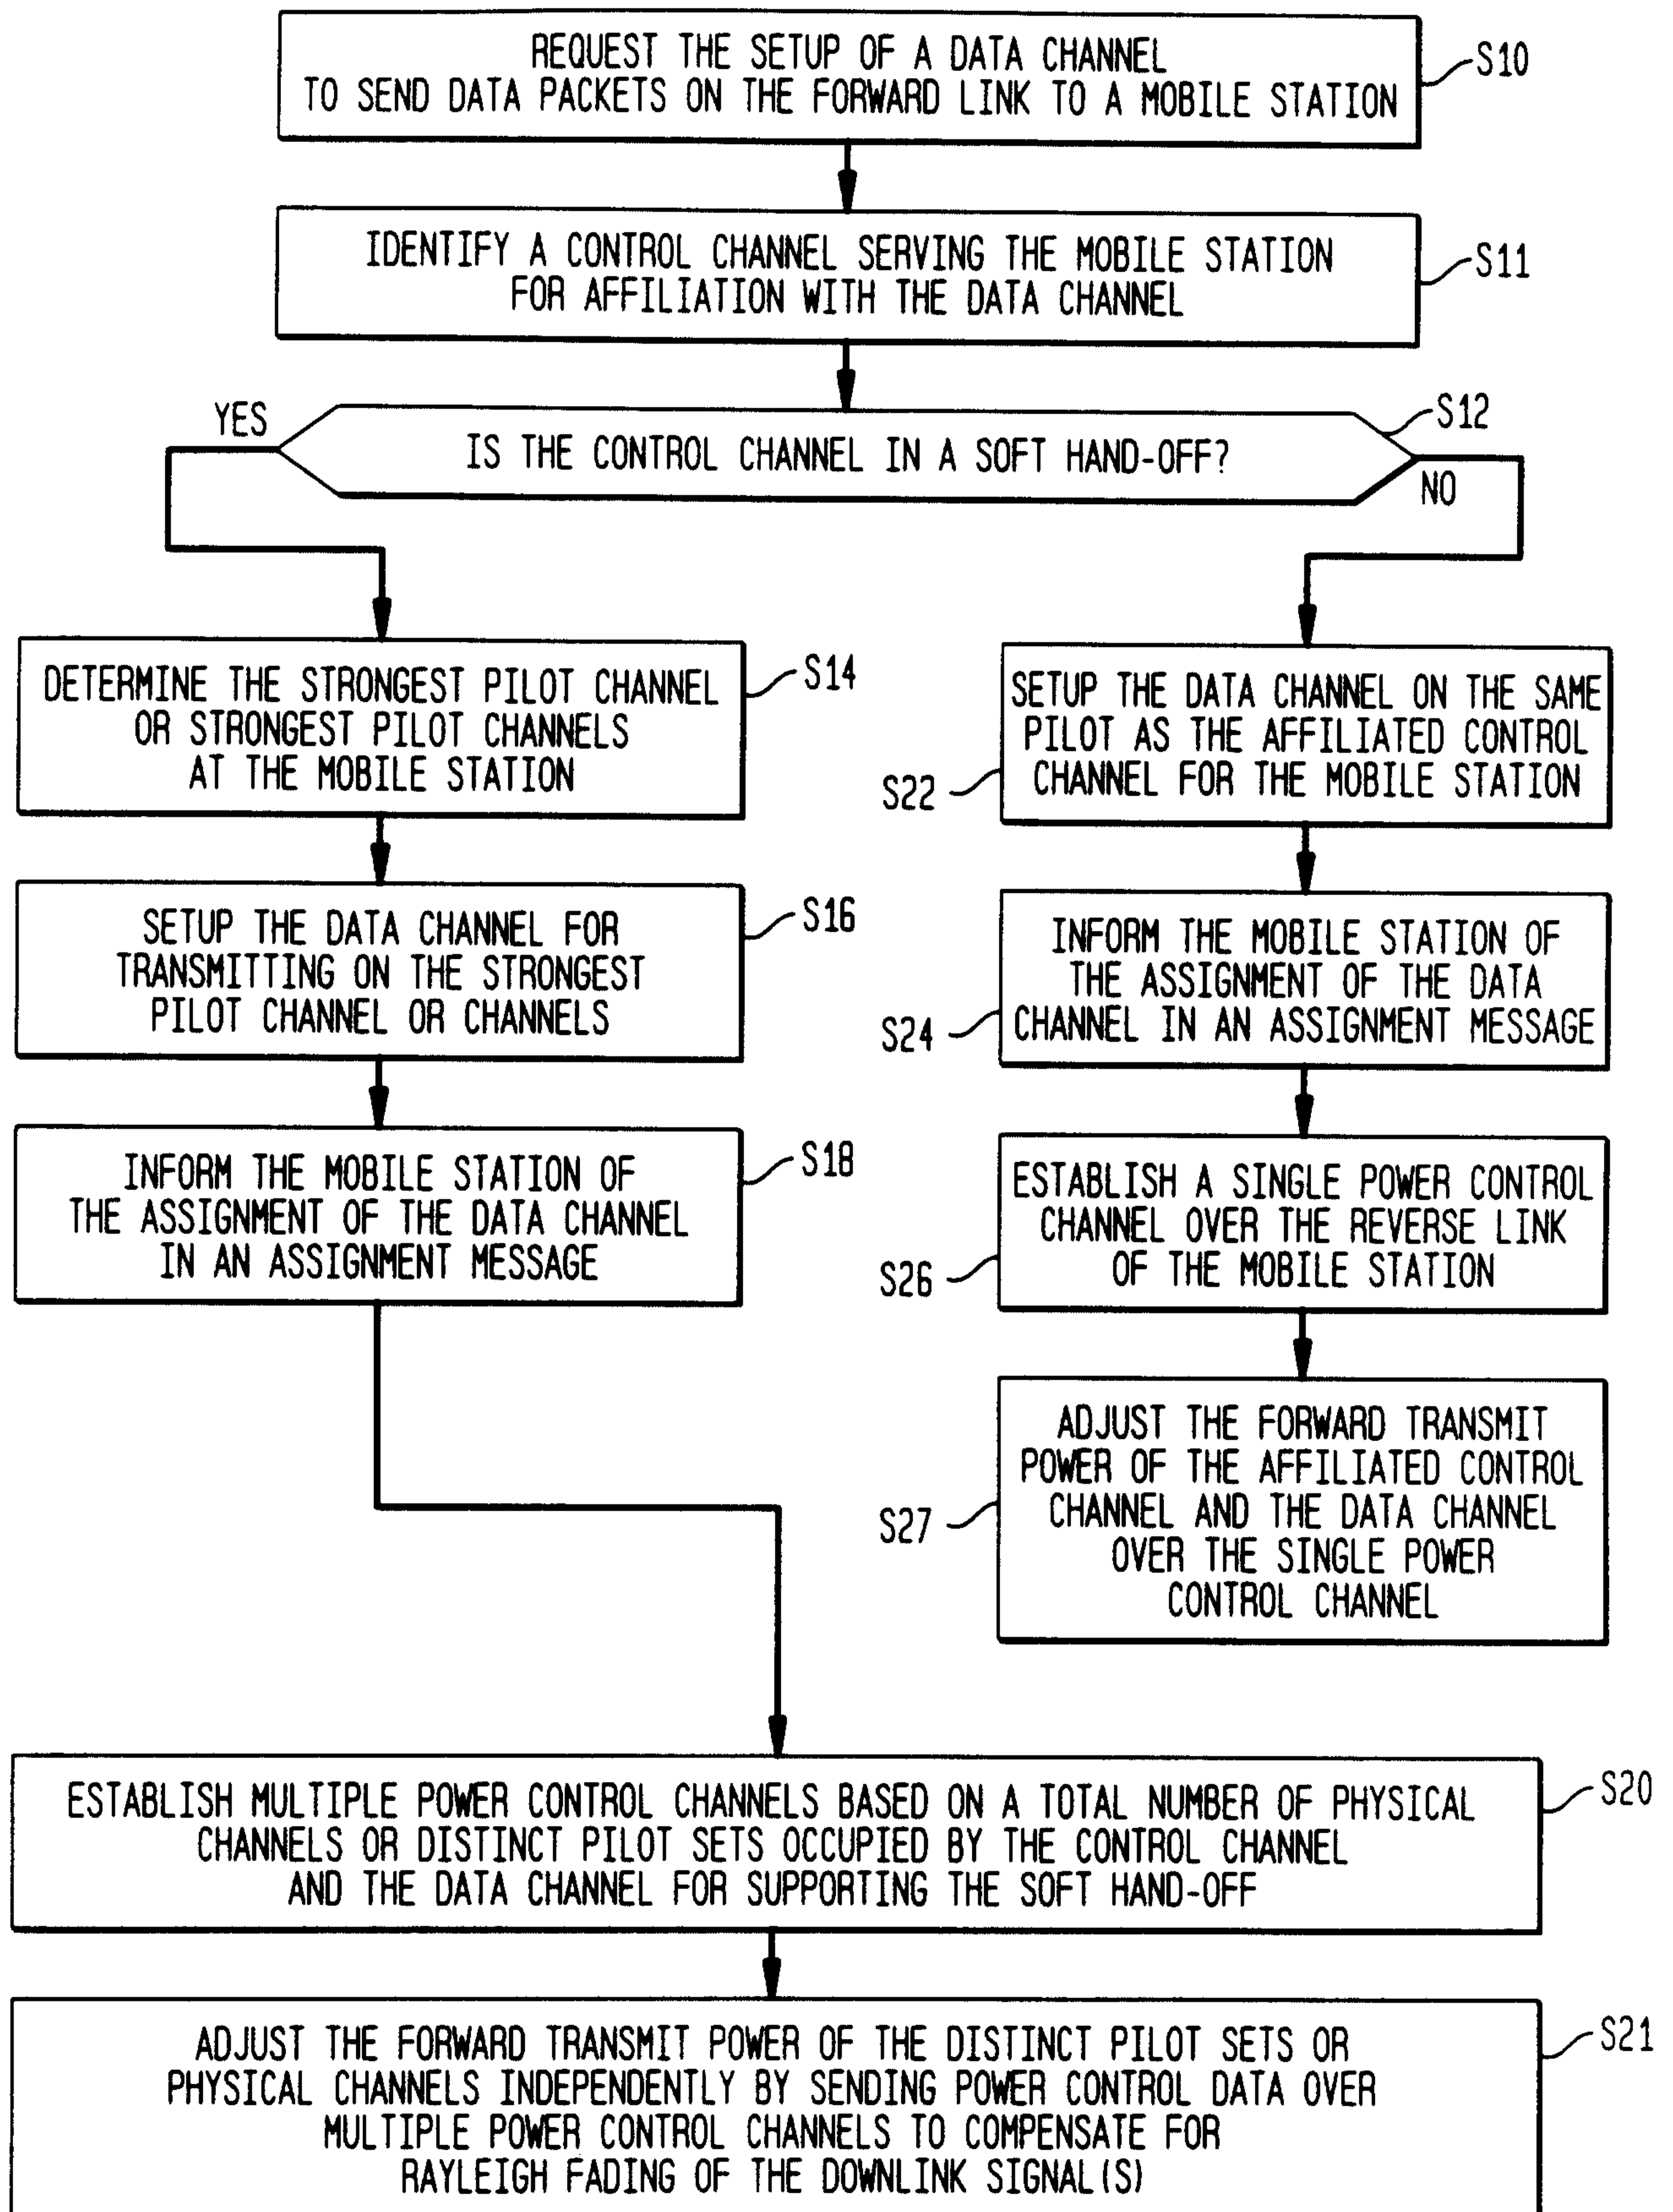 REQUEST THE SETUP OF A DATA CHANNEL
TO SEND DATA PACKETS ON THE FORWARD LINK TO A MOBILE STATION
S10
IDENTIFY A CONTROL CHANNEL SERVING THE MOBILE STATION
FOR AFFILIATION WITH THE DATA CHANNEL
S11
YES
IS THE CONTROL CHANNEL IN A SOFT HAND-OFF?
S12
NO
DETERMINE THE STRONGEST PILOT CHANNEL
OR STRONGEST PILOT CHANNELS
AT THE MOBILE STATION
S14
SETUP THE DATA CHANNEL FOR
TRANSMITTING ON THE STRONGEST
PILOT CHANNEL OR CHANNELS
S16
INFORM THE MOBILE STATION OF
THE ASSIGNMENT OF THE DATA CHANNEL
IN AN ASSIGNMENT MESSAGE
S18
SETUP THE DATA CHANNEL ON THE SAME
PILOT AS THE AFFILIATED CONTROL
CHANNEL FOR THE MOBILE STATION
S22
INFORM THE MOBILE STATION OF
THE ASSIGNMENT OF THE DATA
CHANNEL IN AN ASSIGNMENT MESSAGE
S24
ESTABLISH A SINGLE POWER CONTROL
CHANNEL OVER THE REVERSE LINK
OF THE MOBILE STATION
S26
ADJUST THE FORWARD TRANSMIT
POWER OF THE AFFILIATED CONTROL
CHANNEL AND THE DATA CHANNEL
OVER THE SINGLE POWER
CONTROL CHANNEL
S27
ESTABLISH MULTIPLE POWER CONTROL CHANNELS BASED ON A TOTAL NUMBER OF PHYSICAL
CHANNELS OR DISTINCT PILOT SETS OCCUPIED BY THE CONTROL CHANNEL
AND THE DATA CHANNEL FOR SUPPORTING THE SOFT HAND-OFF
S20
ADJUST THE FORWARD TRANSMIT POWER OF THE DISTINCT PILOT SETS OR
PHYSICAL CHANNELS INDEPENDENTLY BY SENDING POWER CONTROL DATA OVER
MULTIPLE POWER CONTROL CHANNELS TO COMPENSATE FOR
RAYLEIGH FADING OF THE DOWNLINK SIGNAL(S)
S21